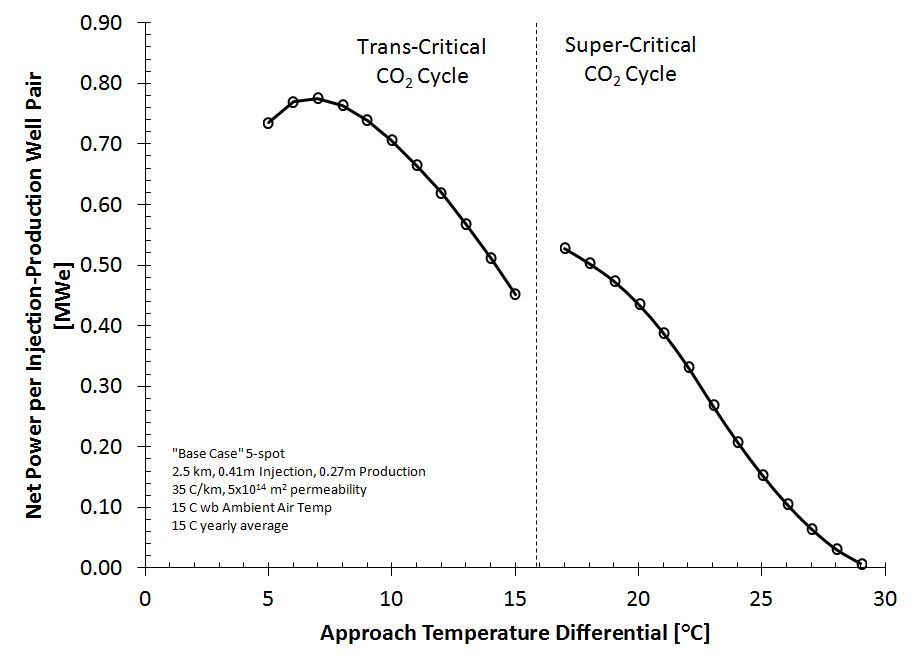 Trans-Critical
CO₂ Cycle
Super-Critical
CO₂ Cycle
Net Power per Injection-Production Well Pair
[MWe]
0.90
0.80
0.70
0.60
0.50
0.40
0.30
0.20
0.10
0.00
"Base Case" 5-spot
2.5 km, 0.41m Injection, 0.27m Production
35 C/km, 5x10¹⁴ m² permeability
15 C wb Ambient Air Temp
15 C yearly average
0 5 10 15 20 25 30
Approach Temperature Differential [°C]